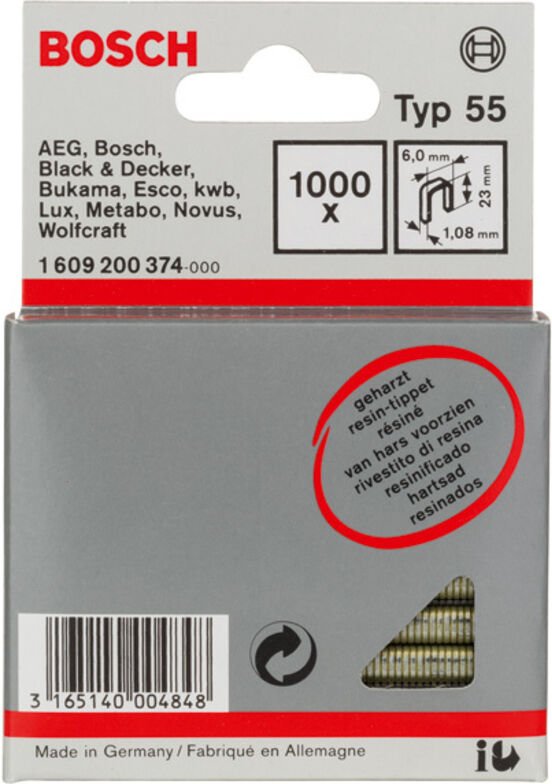 BOSCH
Typ 55
AEG, Bosch,
Black & Decker,
Bukama, Esco, kwb,
Lux, Metabo, Novus,
Wolfcraft
1 609 200 374-000
1000
x
6,0 mm
23 mm
1,08 mm
geharzt
resin-tippet
résiné
van hars voorzien
rivestito di resina
resinificado
hartsad
resinados
3 165140 004848
Made in Germany / Fabriqué en Allemagne